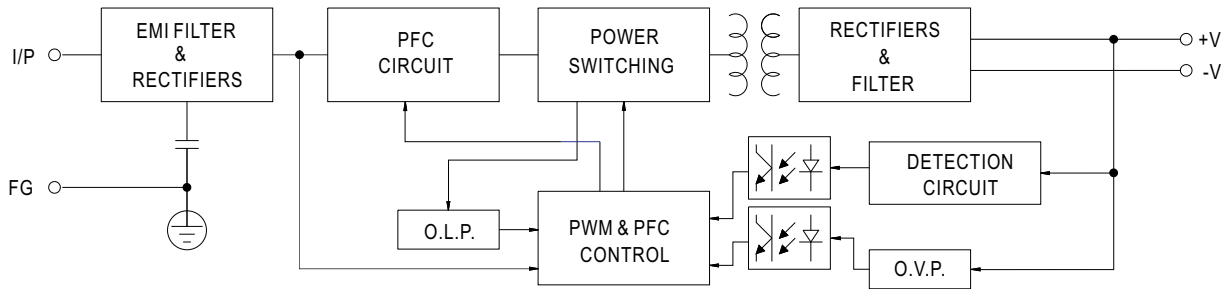 I/P
EMI FILTER
&
RECTIFIERS
PFC
CIRCUIT
POWER
SWITCHING
RECTIFIERS
&
FILTER
+V
-V
FG
O.L.P.
PWM & PFC
CONTROL
DETECTION
CIRCUIT
O.V.P.